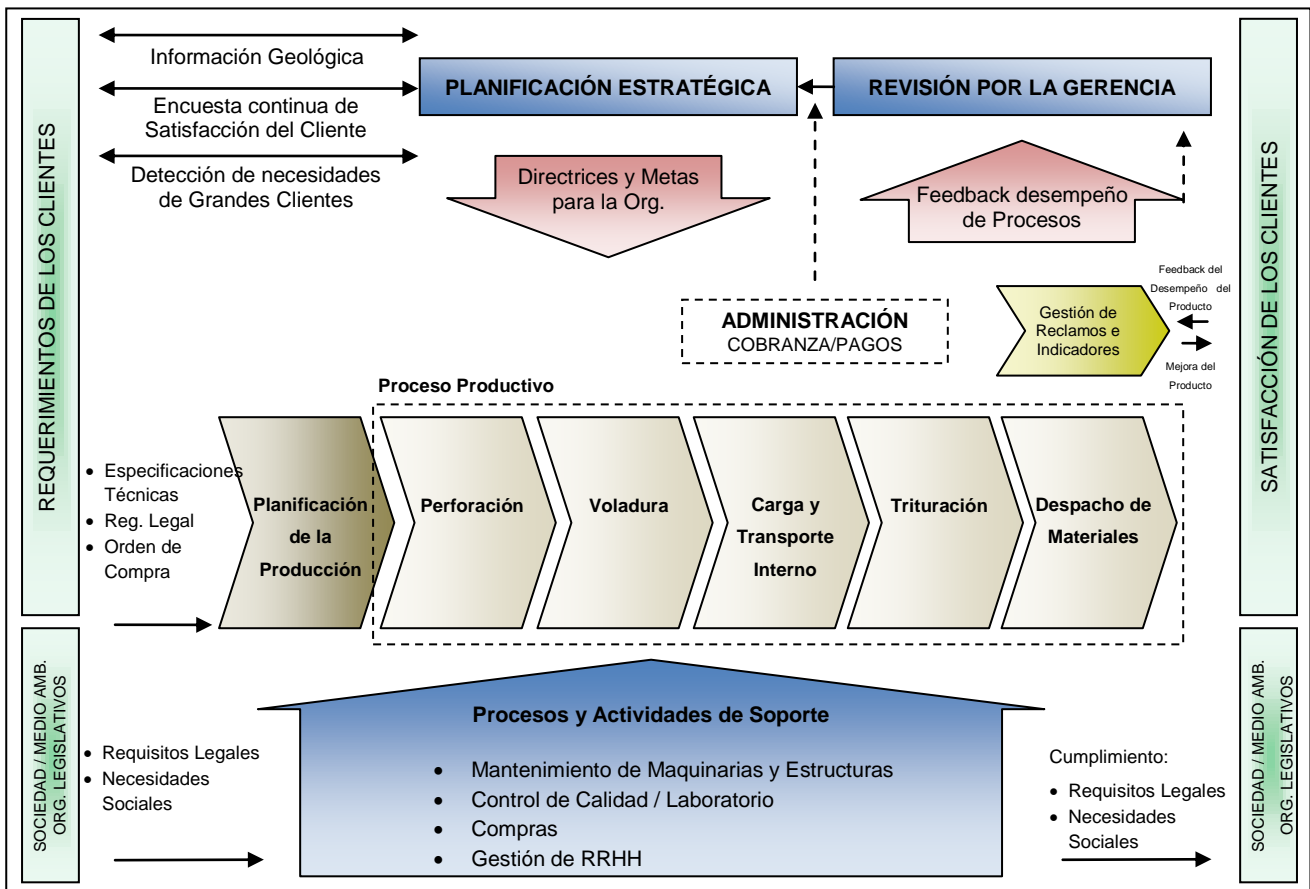 REQUERIMIENTOS DE LOS CLIENTES
Información Geológica
Encuesta continua de
Satisfacción del Cliente
Detección de necesidades
de Grandes Clientes
PLANIFICACIÓN ESTRATÉGICA
REVISIÓN POR LA GERENCIA
Directrices y Metas
para la Org.
Feedback desempeño
de Procesos
ADMINISTRACIÓN
COBRANZA/PAGOS
Gestión de
Reclamos e
Indicadores
Feedback del
Desempeño del
Producto
Mejora del
Producto
SATISFACCIÓN DE LOS CLIENTES
Proceso Productivo
• Especificaciones
Técnicas
• Reg. Legal
• Orden de
Compra
Planificación
de la
Producción
Perforación
Voladura
Carga y
Transporte
Interno
Trituración
Despacho de
Materiales
SOCIEDAD / MEDIO AMB.
ORG. LEGISLATIVOS
• Requisitos Legales
• Necesidades
Sociales
Procesos y Actividades de Soporte
• Mantenimiento de Maquinarias y Estructuras
• Control de Calidad / Laboratorio
• Compras
• Gestión de RRHH
Cumplimiento:
• Requisitos Legales
• Necesidades
Sociales
SOCIEDAD / MEDIO AMB.
ORG. LEGISLATIVOS